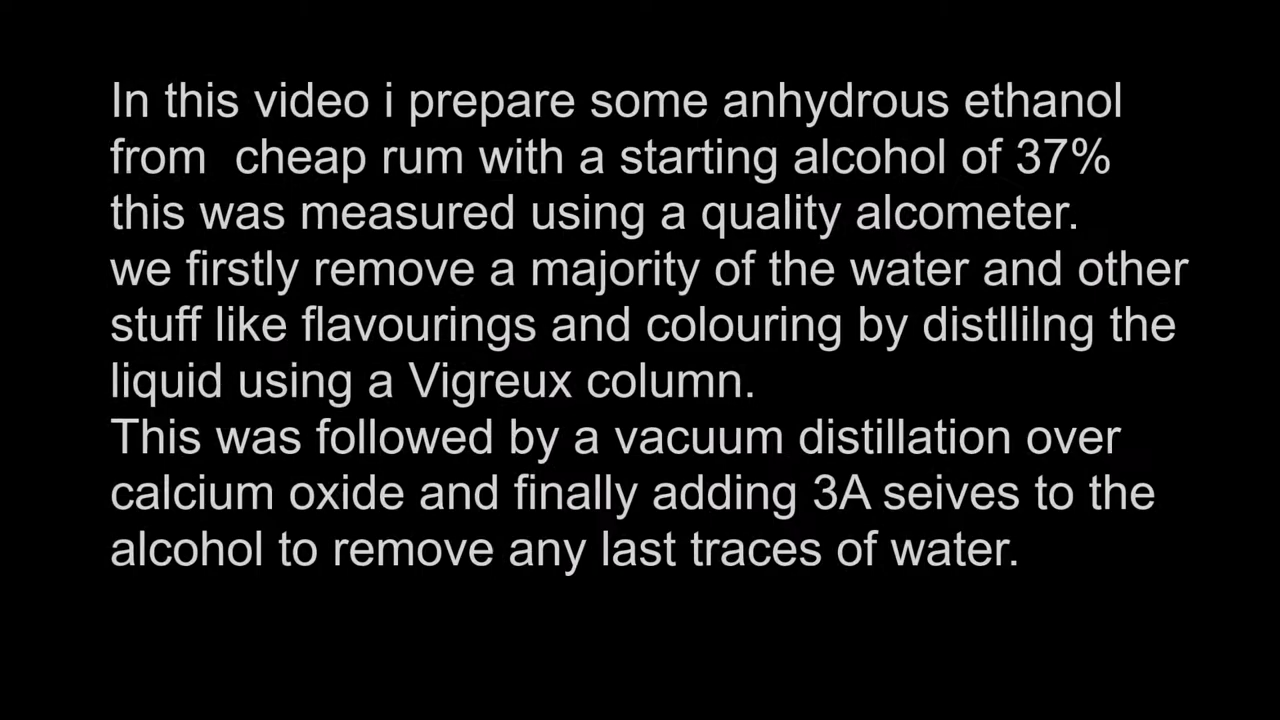 In this video i prepare some anhydrous ethanol
from  cheap rum with a starting alcohol of 37%
this was measured using a quality alcometer.
we firstly remove a majority of the water and other
stuff like flavourings and colouring by distllilng the
liquid using a Vigreux column.
This was followed by a vacuum distillation over
calcium oxide and finally adding 3A seives to the
alcohol to remove any last traces of water.